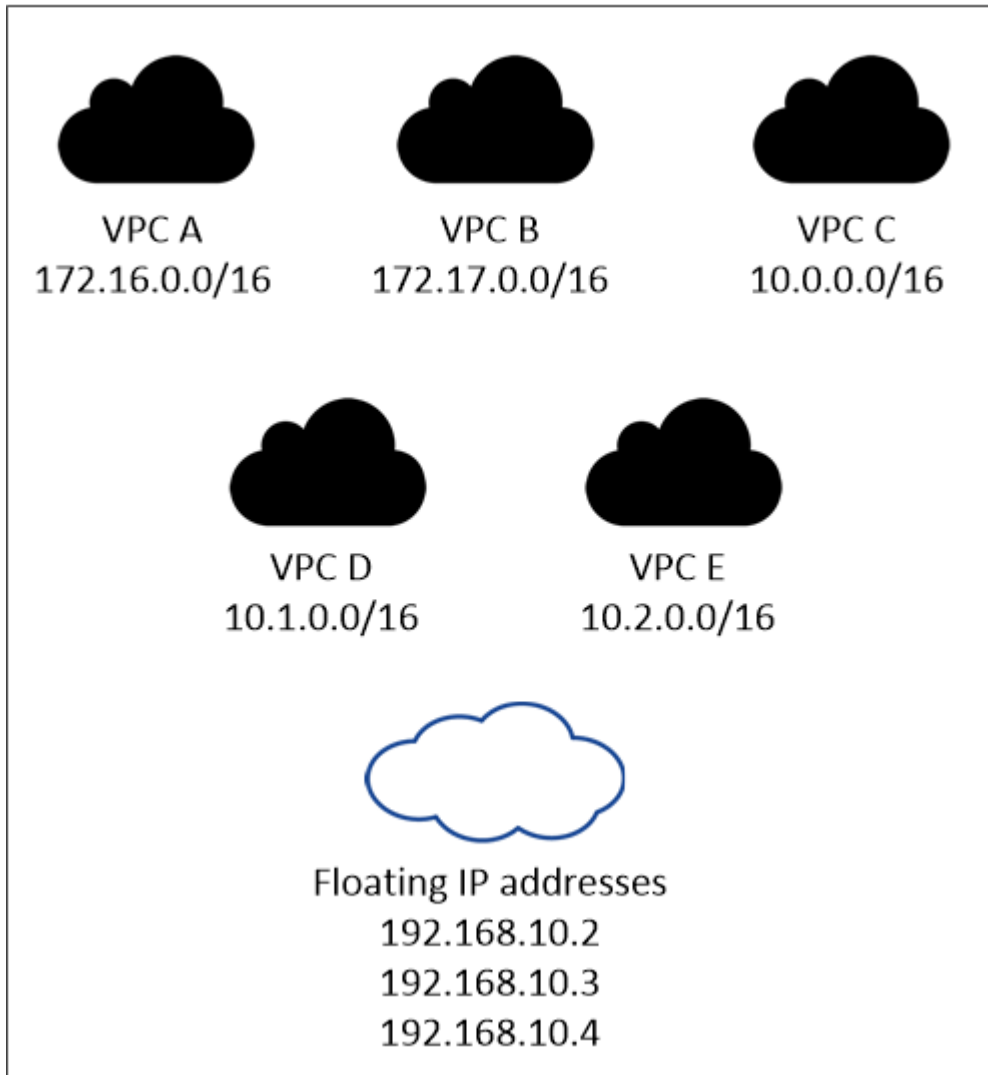 VPC A
172.16.0.0/16
VPC B
172.17.0.0/16
VPC C
10.0.0.0/16
VPC D
10.1.0.0/16
VPC E
10.2.0.0/16
Floating IP addresses
192.168.10.2
192.168.10.3
192.168.10.4